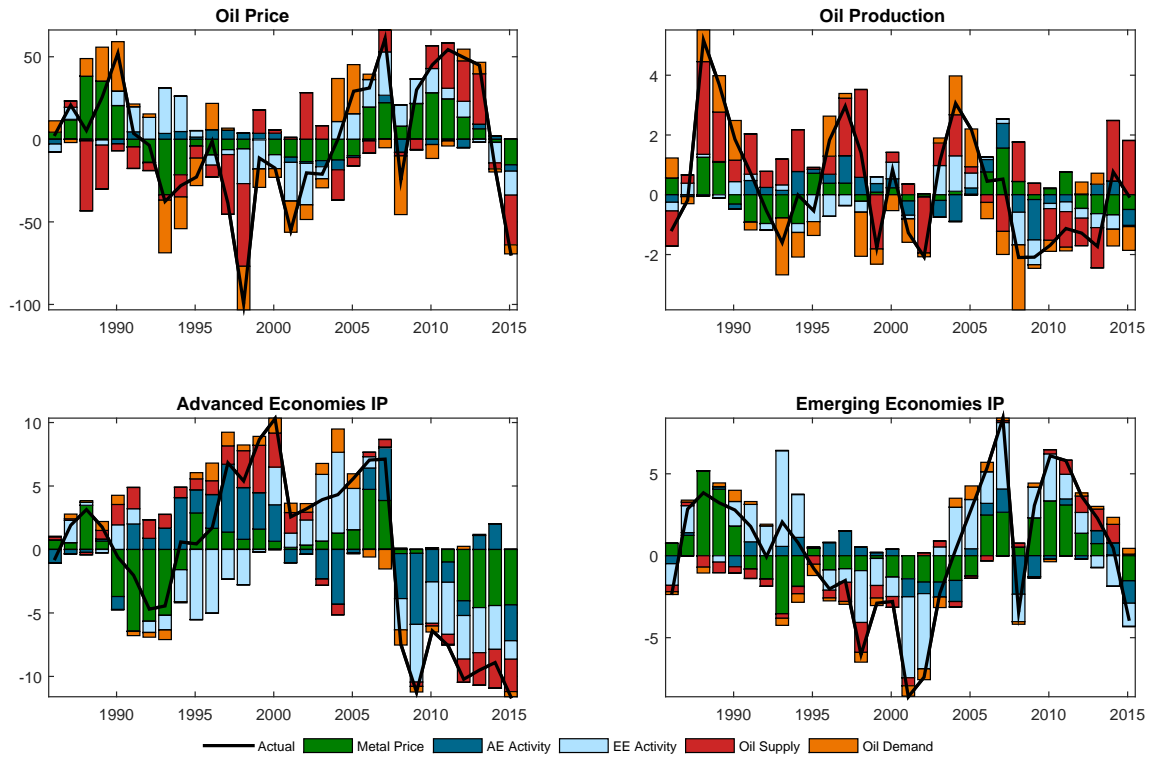 Oil Price
50
0
-50
-100
1990 1995 2000 2005 2010 2015
Oil Production
4
2
0
-2
1990 1995 2000 2005 2010 2015
Advanced Economies IP
10
5
0
-5
-10
1990 1995 2000 2005 2010 2015
Emerging Economies IP
5
0
-5
1990 1995 2000 2005 2010 2015
Actual Metal Price AE Activity EE Activity Oil Supply Oil Demand